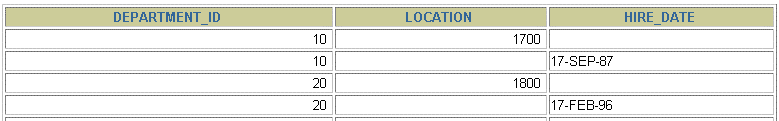 DEPARTMENT_ID LOCATION HIRE_DATE
10 1700
10 17-SEP-87
20 1800
20 17-FEB-96